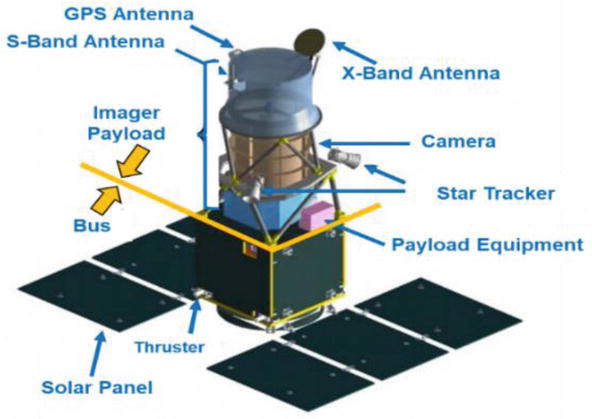 GPS Antenna
S-Band Antenna
X-Band Antenna
Imager
Payload
Camera
Star Tracker
Bus
Payload Equipment
Thruster
Solar Panel